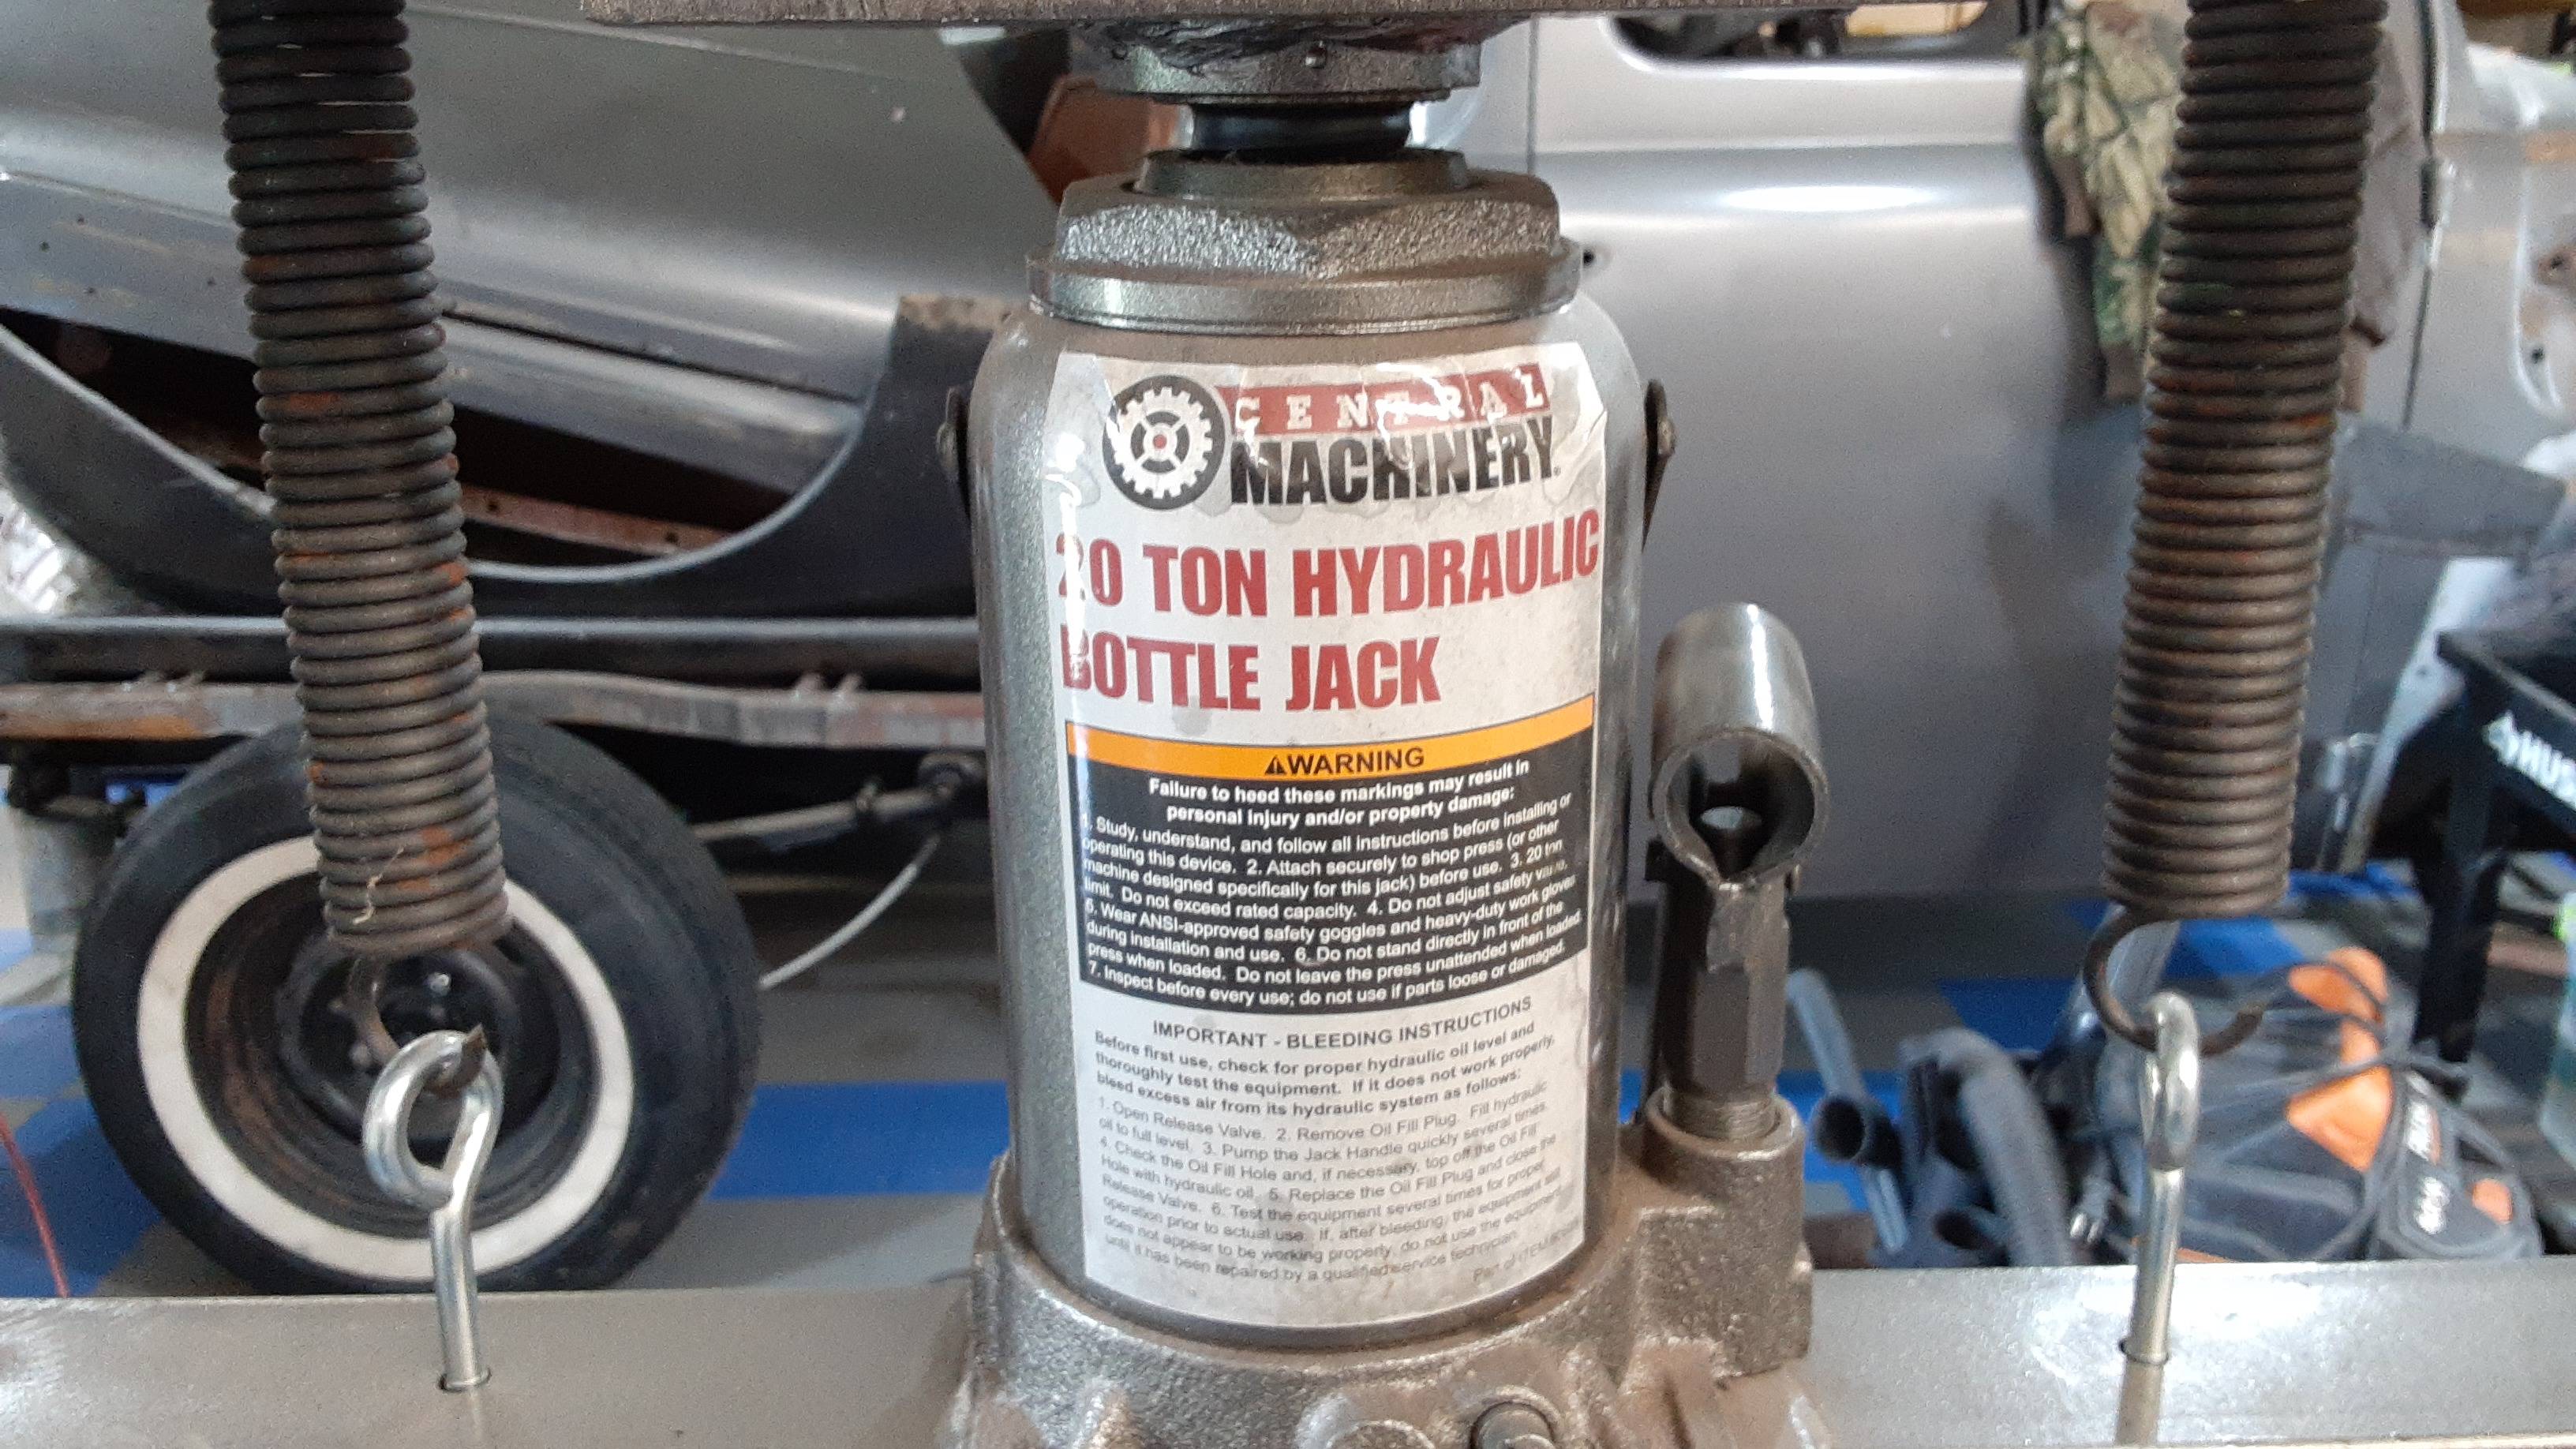 CENTRAL
MACHINERY
20 TON HYDRAULIC
BOTTLE JACK
WARNING
Failure to heed these markings may result in
personal injury and/or property damage:
1. Study, understand, and follow all instructions before installing or
operating this device. 2. Attach securely to shop press (or other
machine designed specifically for this jack) before use. 3. 20 ton
limit. Do not exceed rated capacity. 4. Do not adjust safety valve.
5. Wear ANSI-approved safety goggles and heavy-duty work gloves
during installation and use. 6. Do not stand directly in front of the
press when loaded. Do not leave the press unattended when loaded.
7. Inspect before every use; do not use if parts loose or damaged.
IMPORTANT - BLEEDING INSTRUCTIONS
Before first use, check for proper hydraulic oil level and
thoroughly test the equipment. If it does not work properly,
bleed excess air from its hydraulic system as follows:
1. Open Release Valve. 2. Remove Oil Fill Plug. Fill hydraulic
oil to full level. 3. Pump the Jack Handle quickly several times.
4. Check the Oil Fill Hole and, if necessary, top off the Oil Fill
Hole with hydraulic oil. 5. Replace the Oil Fill Plug and close the
Release Valve. 6. Test the equipment several times for proper
operation prior to actual use. If, after bleeding, the equipment still
does not appear to be working properly, do not use the equipment
until it has been repaired by a qualified service technician.
Part of ITEM
HUS